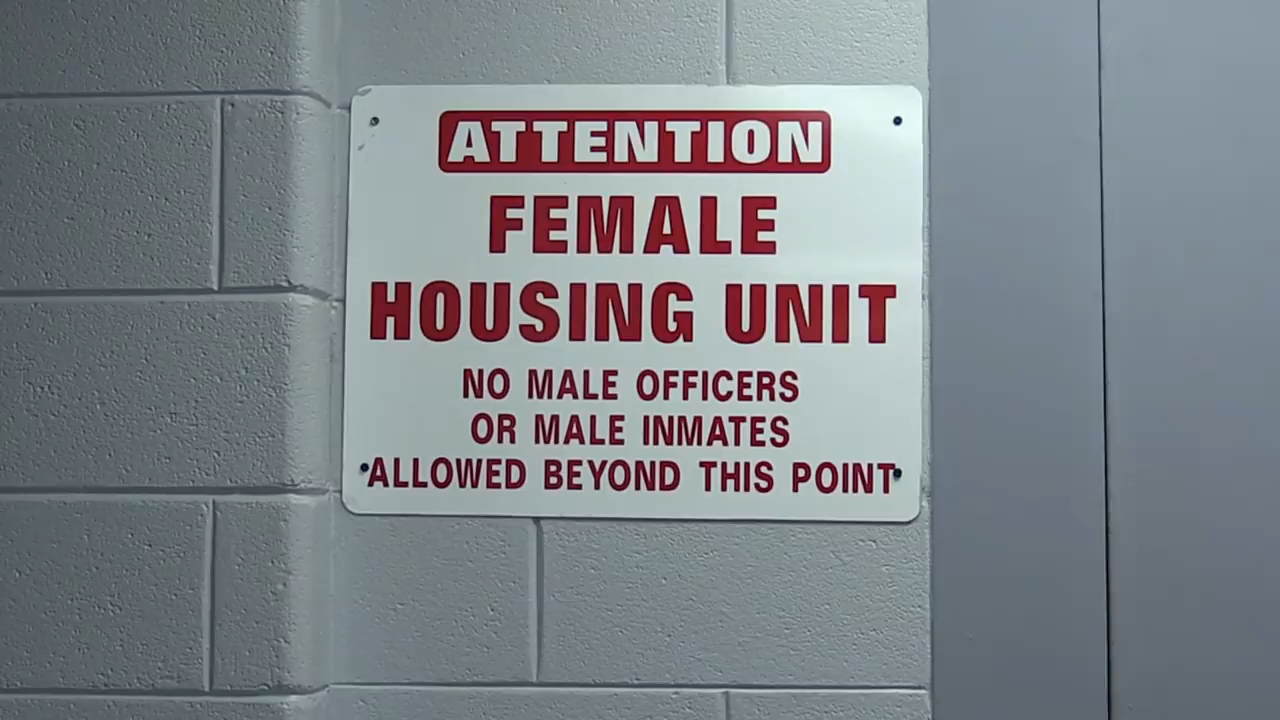 ATTENTION
FEMALE
HOUSING UNIT
NO MALE OFFICERS
OR MALE INMATES
ALLOWED BEYOND THIS POINT